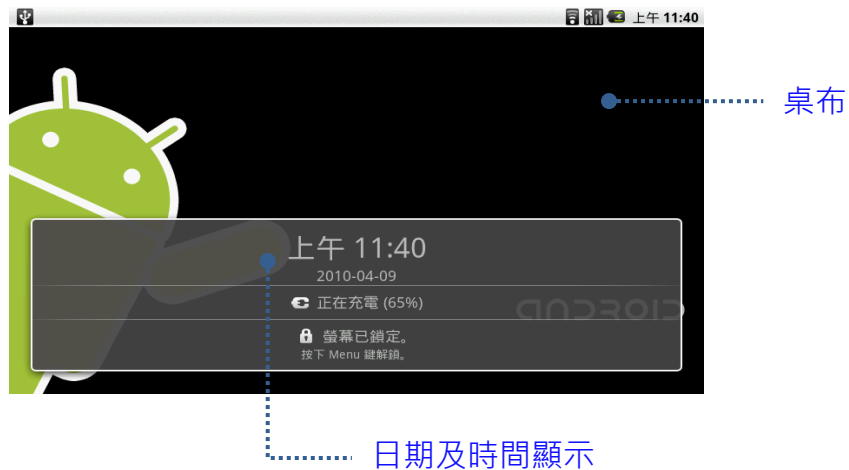 上午 11:40
桌布
上午 11:40
2010-04-09
正在充電 (65%)
ANDROID
螢幕已鎖定。
按下 Menu 鍵解鎖。
日期及時間顯示